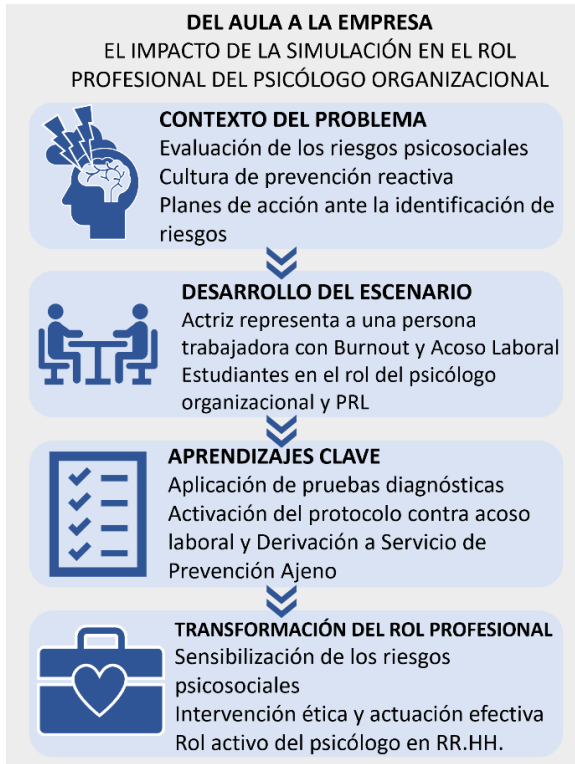 DEL AULA A LA EMPRESA
EL IMPACTO DE LA SIMULACIÓN EN EL ROL
PROFESIONAL DEL PSICÓLOGO ORGANIZACIONAL
CONTEXTO DEL PROBLEMA
Evaluación de los riesgos psicosociales
Cultura de prevención reactiva
Planes de acción ante la identificación de
riesgos
DESARROLLO DEL ESCENARIO
Actriz representa a una persona
trabajadora con Burnout y Acoso Laboral
Estudiantes en el rol del psicólogo
organizacional y PRL
APRENDIZAJES CLAVE
Aplicación de pruebas diagnósticas
Activación del protocolo contra acoso
laboral y Derivación a Servicio de
Prevención Ajeno
TRANSFORMACIÓN DEL ROL PROFESIONAL
Sensibilización de los riesgos
psicosociales
Intervención ética y actuación efectiva
Rol activo del psicólogo en RR.HH.